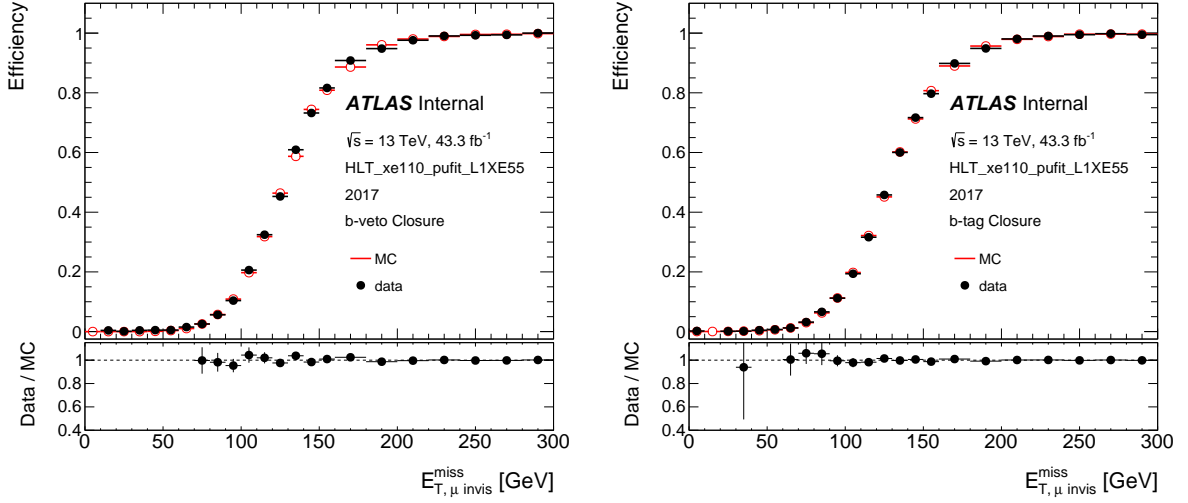 Efficiency
1
0.8
0.6
0.4
0.2
0
ATLAS Internal
√s = 13 TeV, 43.3 fb⁻¹
HLT_xe110_pufit_L1XE55
2017
b-veto Closure
MC
data
Data / MC
1
0.8
0.6
0.4
0 50 100 150 200 250 300
E_{T, μ invis}^{miss} [GeV]
Efficiency
1
0.8
0.6
0.4
0.2
0
ATLAS Internal
√s = 13 TeV, 43.3 fb⁻¹
HLT_xe110_pufit_L1XE55
2017
b-tag Closure
MC
data
Data / MC
1
0.8
0.6
0.4
0 50 100 150 200 250 300
E_{T, μ invis}^{miss} [GeV]